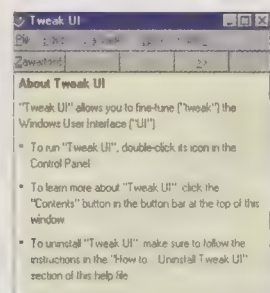 Tweak UI
Plik
Zawartość >>
About Tweak UI
"Tweak UI" allows you to fine-tune ("tweak") the
Windows User Interface ("UI")
To run "Tweak UI", double-click its icon in the
Control Panel
To learn more about "Tweak UI" click the
"Contents" button in the button bar at the top of this
window
To uninstall "Tweak UI" make sure to follow the
instructions in the "How to Uninstall Tweak UI"
section of this help file